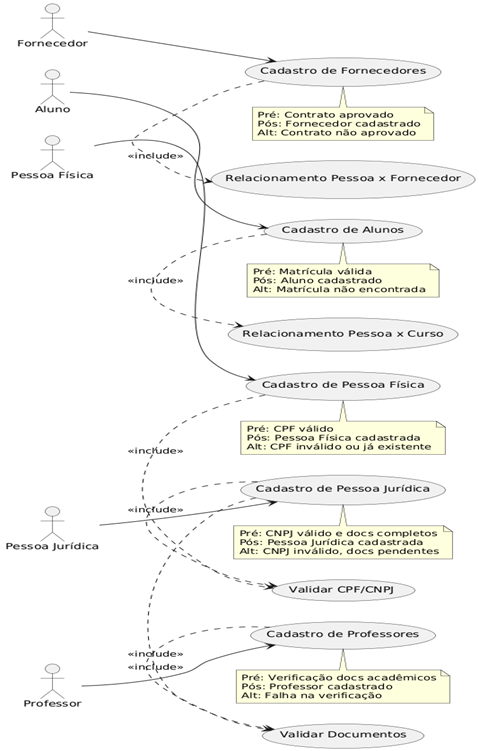 Fornecedor
Cadastro de Fornecedores
Aluno
Pré: Contrato aprovado
Pós: Fornecedor cadastrado
Alt: Contrato não aprovado
«include»
Pessoa Física
Relacionamento Pessoa x Fornecedor
Cadastro de Alunos
Pré: Matrícula válida
Pós: Aluno cadastrado
Alt: Matrícula não encontrada
«include»
Relacionamento Pessoa x Curso
Cadastro de Pessoa Física
Pré: CPF válido
Pós: Pessoa Física cadastrada
Alt: CPF inválido ou já existente
«include»
Cadastro de Pessoa Jurídica
«include»
Pré: CNPJ válido e docs completos
Pós: Pessoa Jurídica cadastrada
Alt: CNPJ inválido, docs pendentes
Pessoa Jurídica
Validar CPF/CNPJ
Cadastro de Professores
«include»
«include»
Pré: Verificação docs acadêmicos
Pós: Professor cadastrado
Alt: Falha na verificação
Professor
Validar Documentos